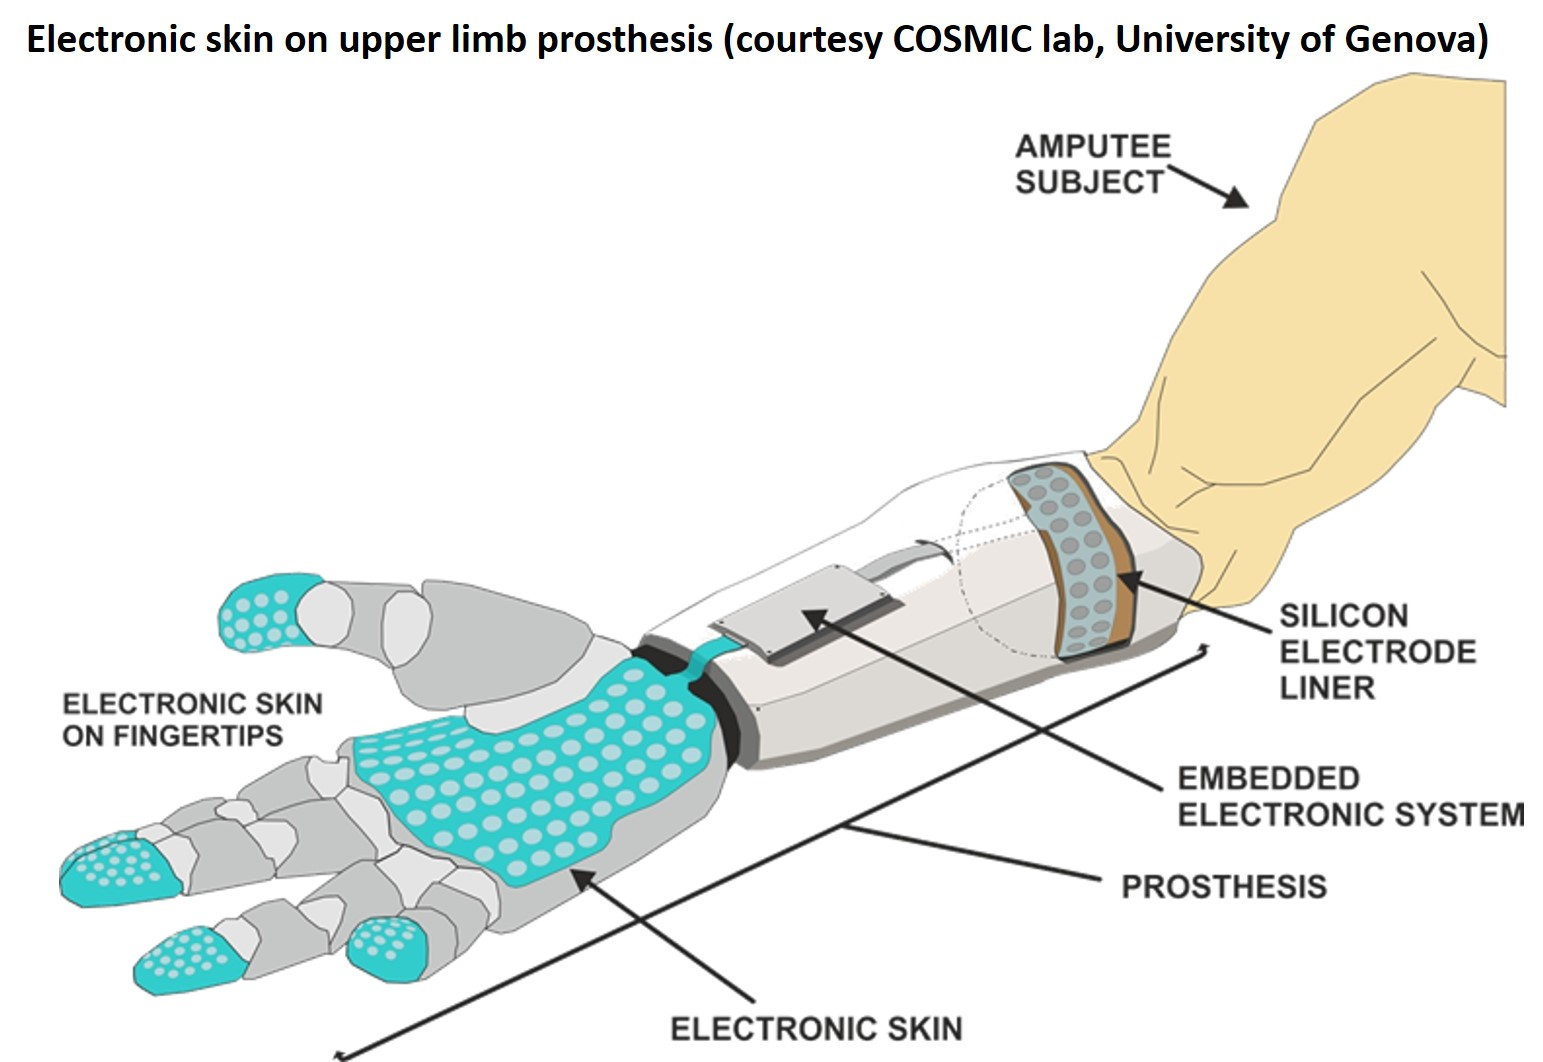 Electronic skin on upper limb prosthesis (courtesy COSMIC lab, University of Genova)
AMPUTEE
SUBJECT
SILICON
ELECTRODE
LINER
ELECTRONIC SKIN
ON FINGERTIPS
EMBEDDED
ELECTRONIC SYSTEM
PROSTHESIS
ELECTRONIC SKIN